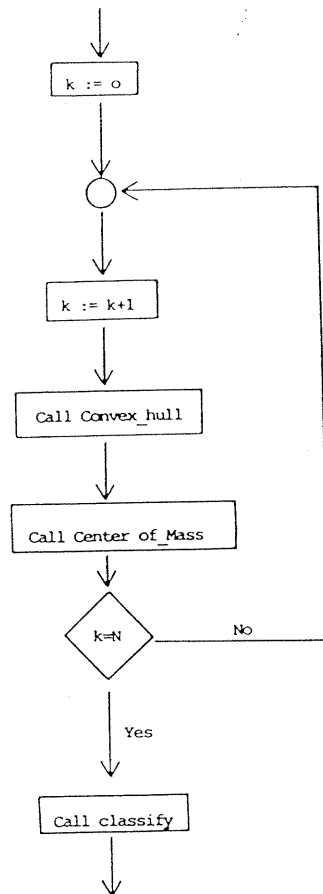 k := o
k := k+1
Call Convex_hull
Call Center of_Mass
k=N
No
Yes
Call classify